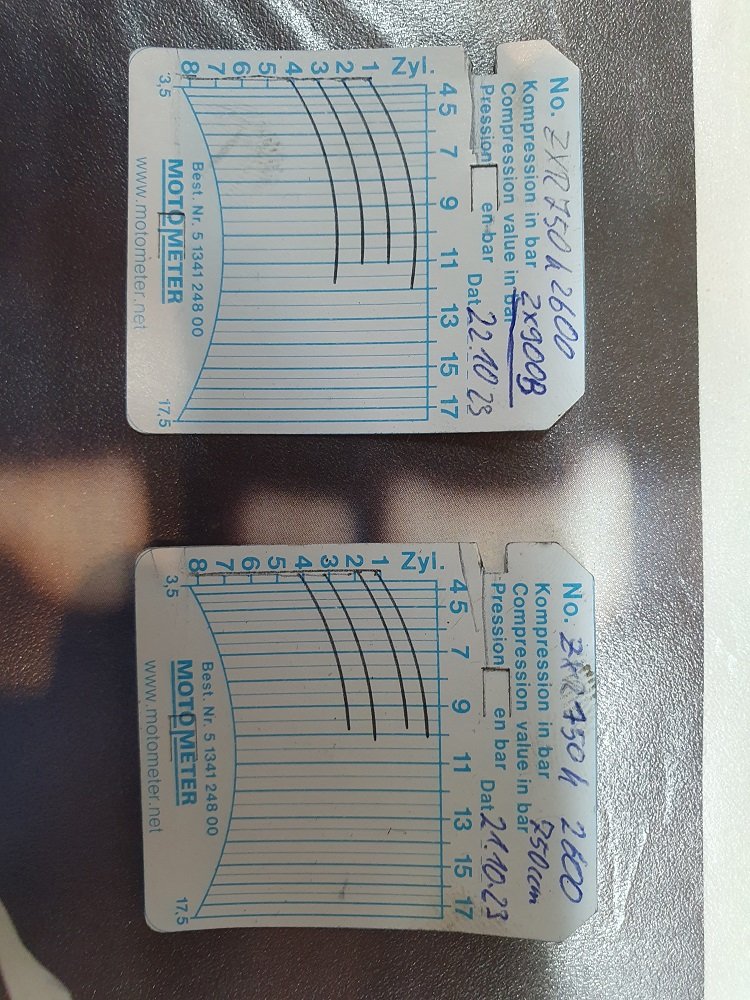 No. ZXR 750 h 2600
Kompression in bar ZX900B
Compression value in bar
Pression en bar Dat. 22.10.23
Zyl. Nr. 4 5 7 9 11 13 15 17
1
2
3
4
5
6
7
8
3,5 17,5
Best. Nr. 5 1341 248 00
MOTOMETER
www.motometer.net
No. ZXR 750 h 2600
Kompression in bar 750ccm
Compression value in bar
Pression en bar Dat. 21.10.23
4 5 7 9 11 13 15 17
1
2
3
4
5
6
7
8
3,5 17,5
Best. Nr. 5 1341 248 00
MOTOMETER
www.motometer.net